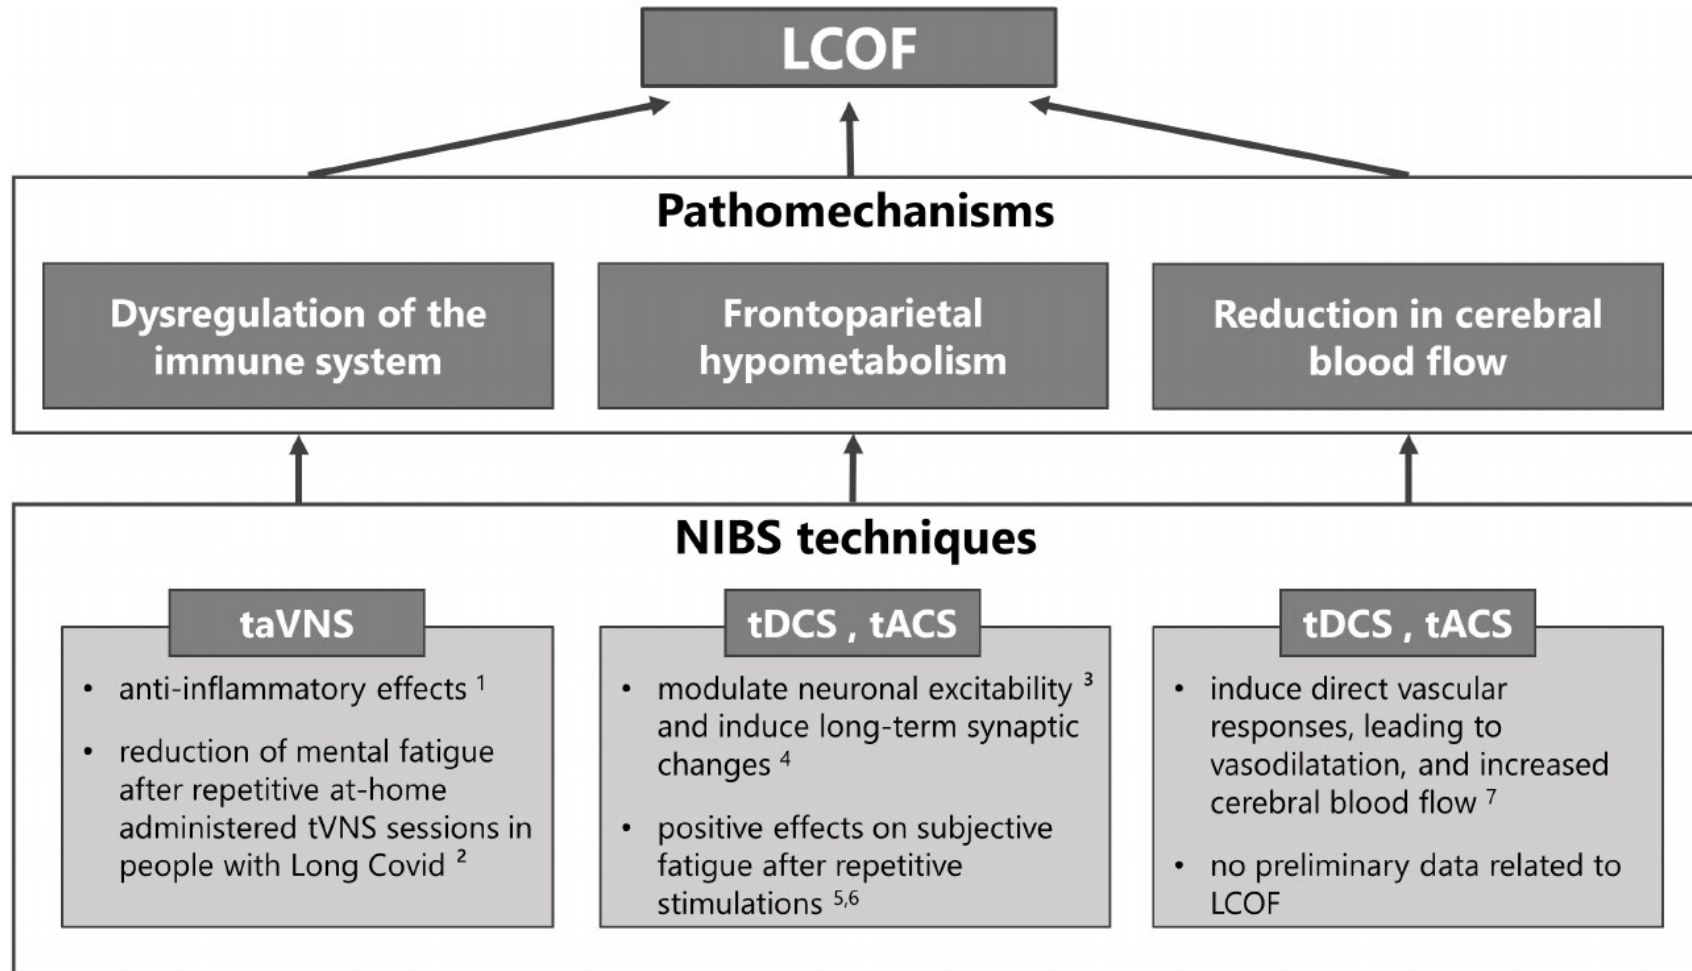 LCOF
Pathomechanisms
Dysregulation of the
immune system
Frontoparietal
hypometabolism
Reduction in cerebral
blood flow
NIBS techniques
taVNS
• anti-inflammatory effects ¹
• reduction of mental fatigue
after repetitive at-home
administered tVNS sessions in
people with Long Covid ²
tDCS , tACS
• modulate neuronal excitability ³
and induce long-term synaptic
changes ⁴
• positive effects on subjective
fatigue after repetitive
stimulations ⁵,⁶
tDCS , tACS
• induce direct vascular
responses, leading to
vasodilatation, and increased
cerebral blood flow ⁷
• no preliminary data related to
LCOF